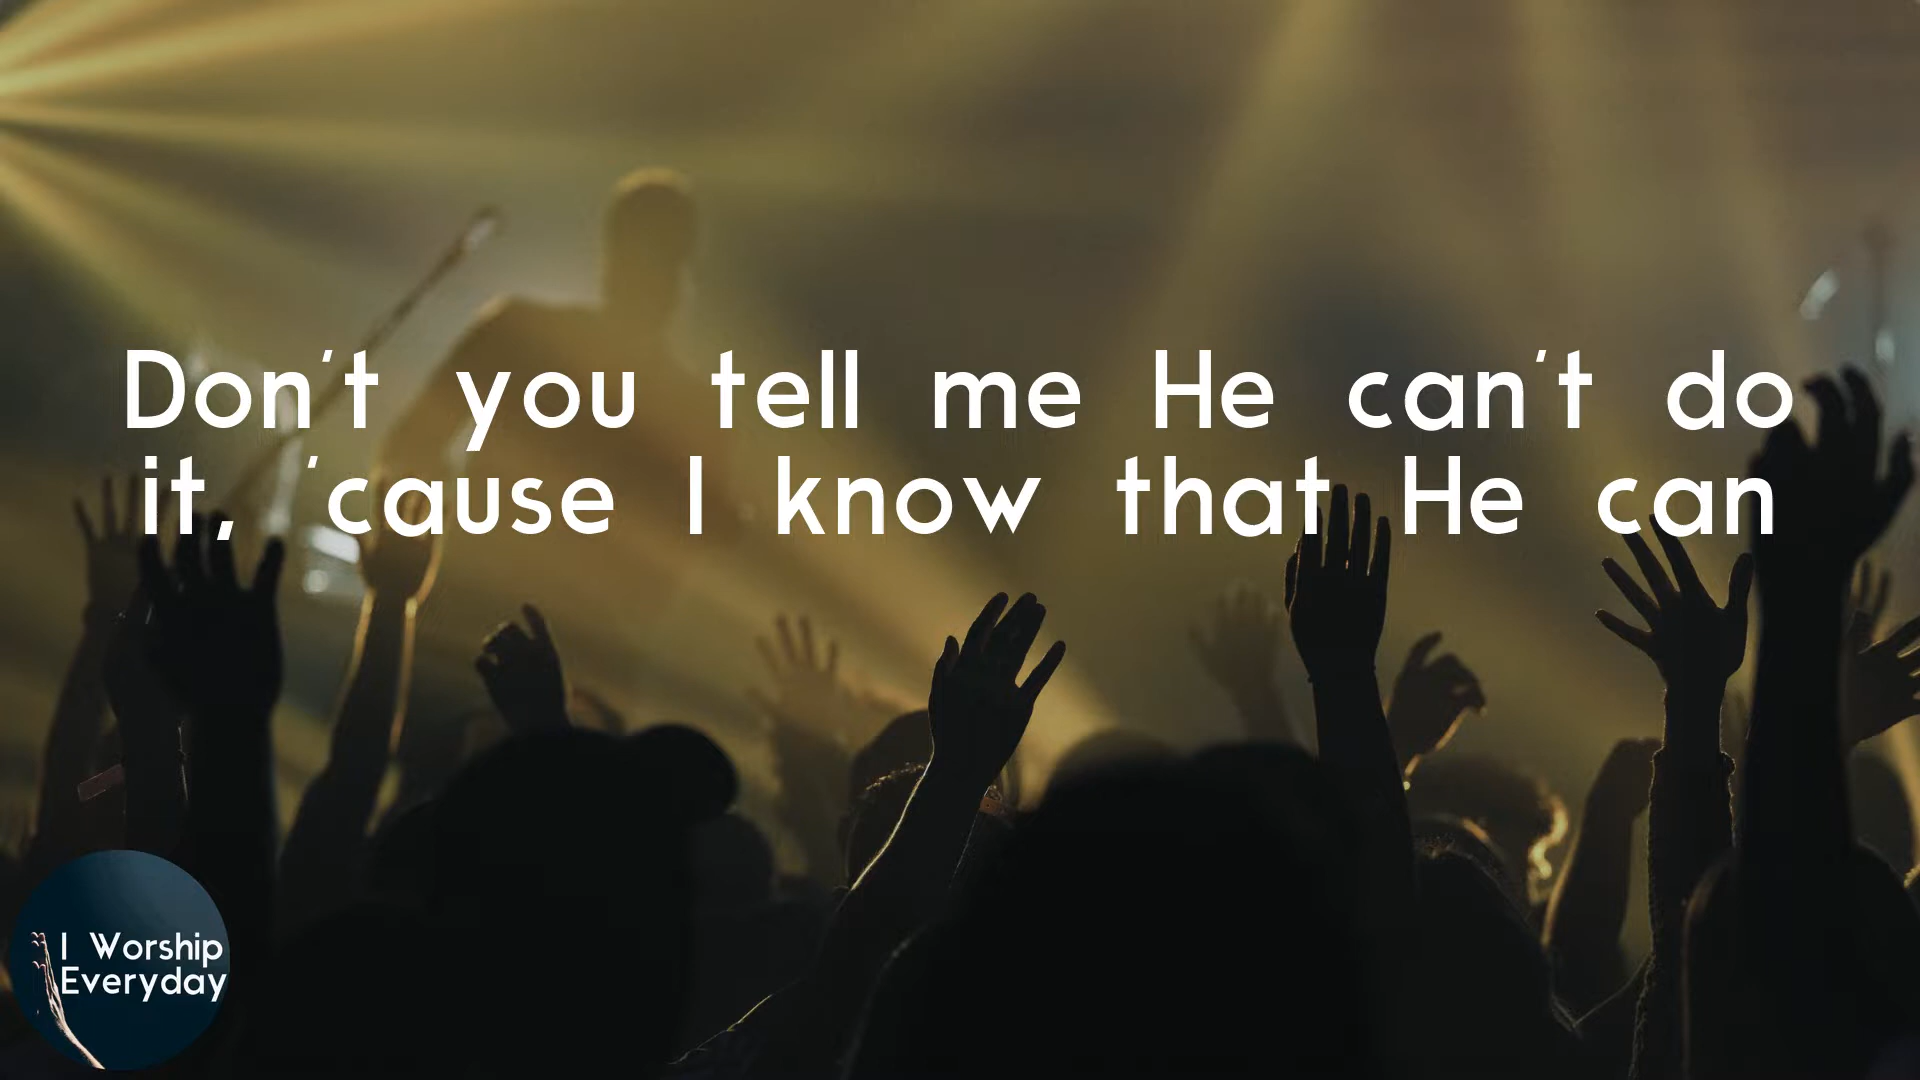 Don't you tell me He can't do
it, 'cause I know that He can
I Worship
Everyday